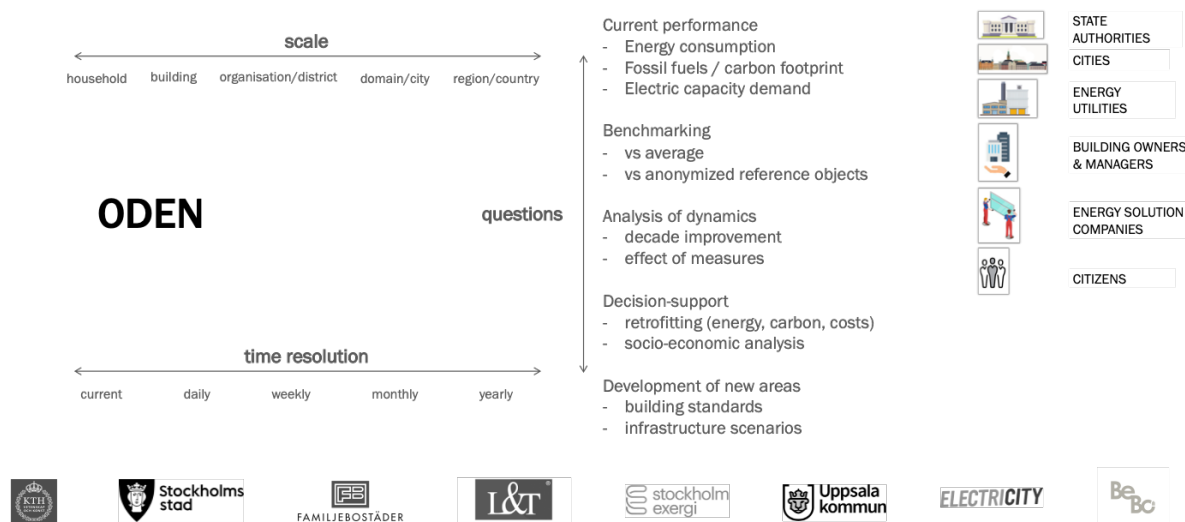 scale
household building organisation/district domain/city region/country
ODEN
time resolution
current daily weekly monthly yearly
questions
Current performance
- Energy consumption
- Fossil fuels / carbon footprint
- Electric capacity demand
Benchmarking
- vs average
- vs anonymized reference objects
Analysis of dynamics
- decade improvement
- effect of measures
Decision-support
- retrofitting (energy, carbon, costs)
- socio-economic analysis
Development of new areas
- building standards
- infrastructure scenarios
STATE
AUTHORITIES
CITIES
ENERGY
UTILITIES
BUILDING OWNERS
& MANAGERS
ENERGY SOLUTION
COMPANIES
CITIZENS
KTH
Stockholms
stad
FB
FAMILJEBOSTÄDER
L&T®
stockholm
exergi
Uppsala
kommun
ELECTRICITY
BeBo